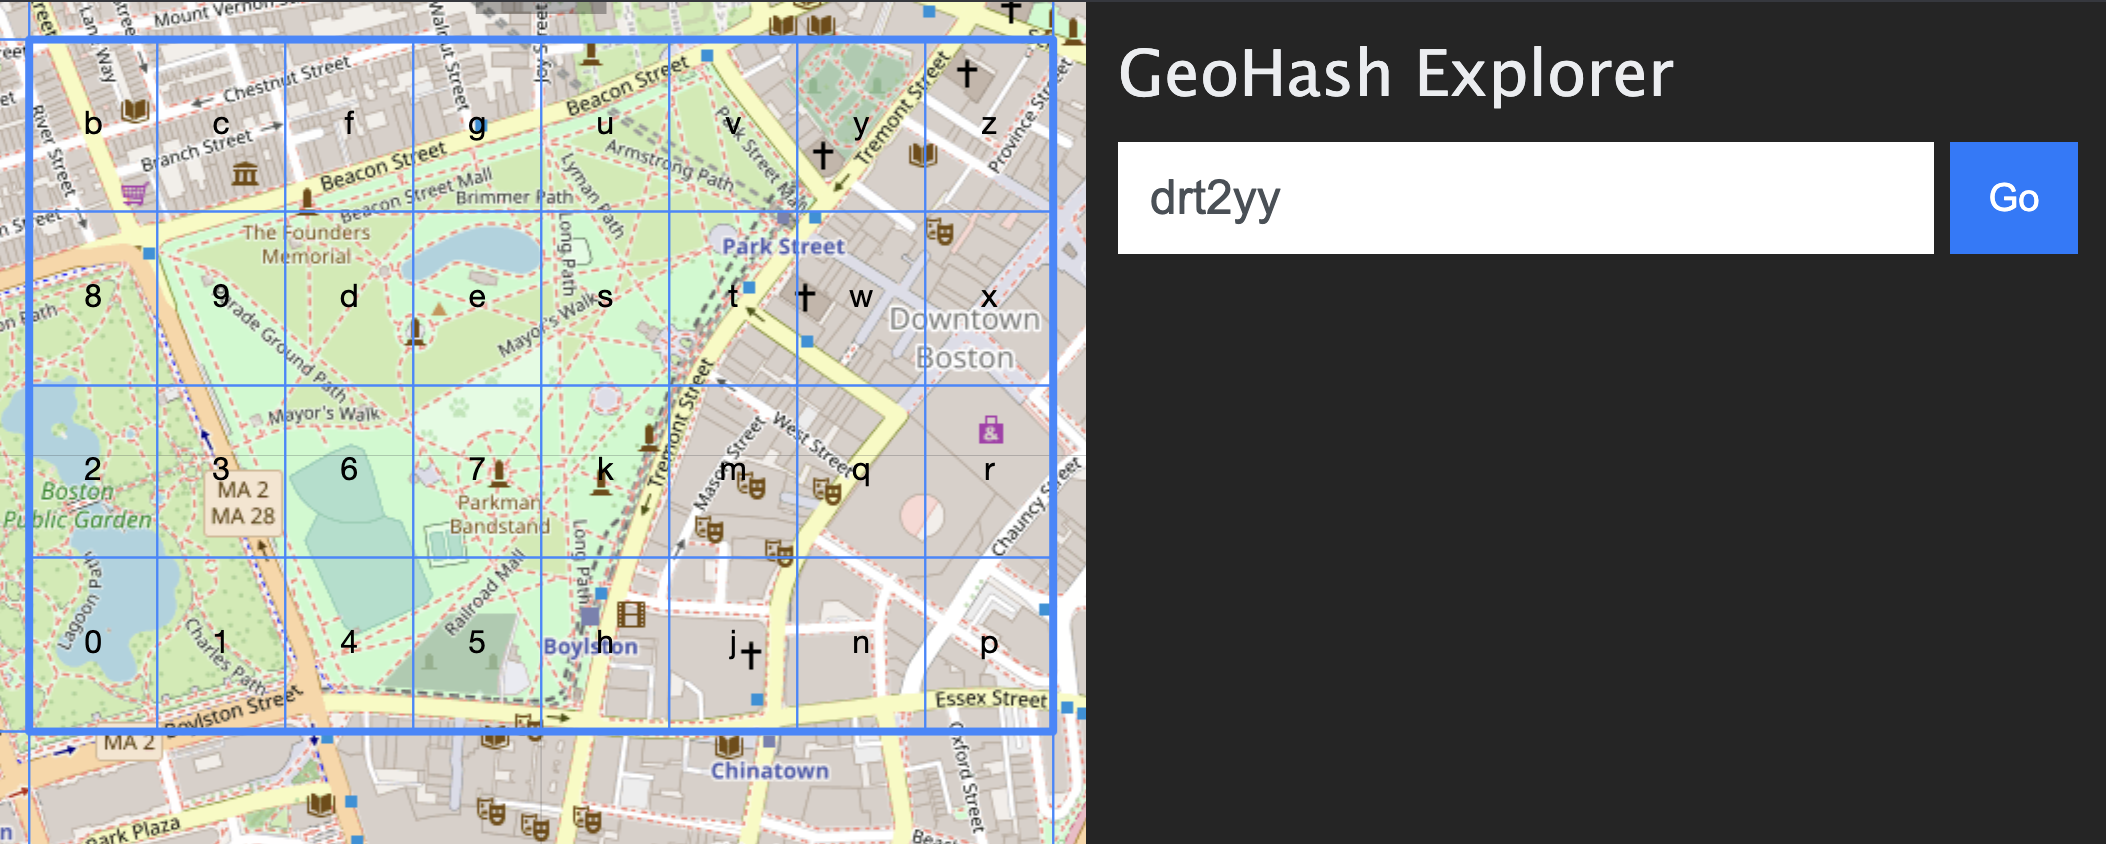 Mount Vernon
Chestnut Street
Branch Street
River Street
Way
Walnut Street
Joy Street
Beacon Street
Beacon Street
Beacon Street Mall
Brimmer Path
Armstrong Path
Lyman Path
Park Street Mall
Tremont Street
Province Street
b
c
f
g
u
v
y
z
The Founders
Memorial
Long Path
Park Street
8
9
d
e
s
t
w
x
Parade Ground Path
Mayor's Walk
Downtown
Boston
Mayor's Walk
Tremont Street
Mason Street
West Street
Chauncy Street
&
2
3
6
7
k
m
q
r
Boston
Public Garden
MA 2
MA 28
Parkman
Bandstand
Long Path
Railroad Mall
Lagoon Path
Charles Path
0
1
4
5
h
j
n
p
Boylston
Boylston Street
Essex Street
MA 2
Chinatown
Oxford Street
Park Plaza
GeoHash Explorer
drt2yy
Go